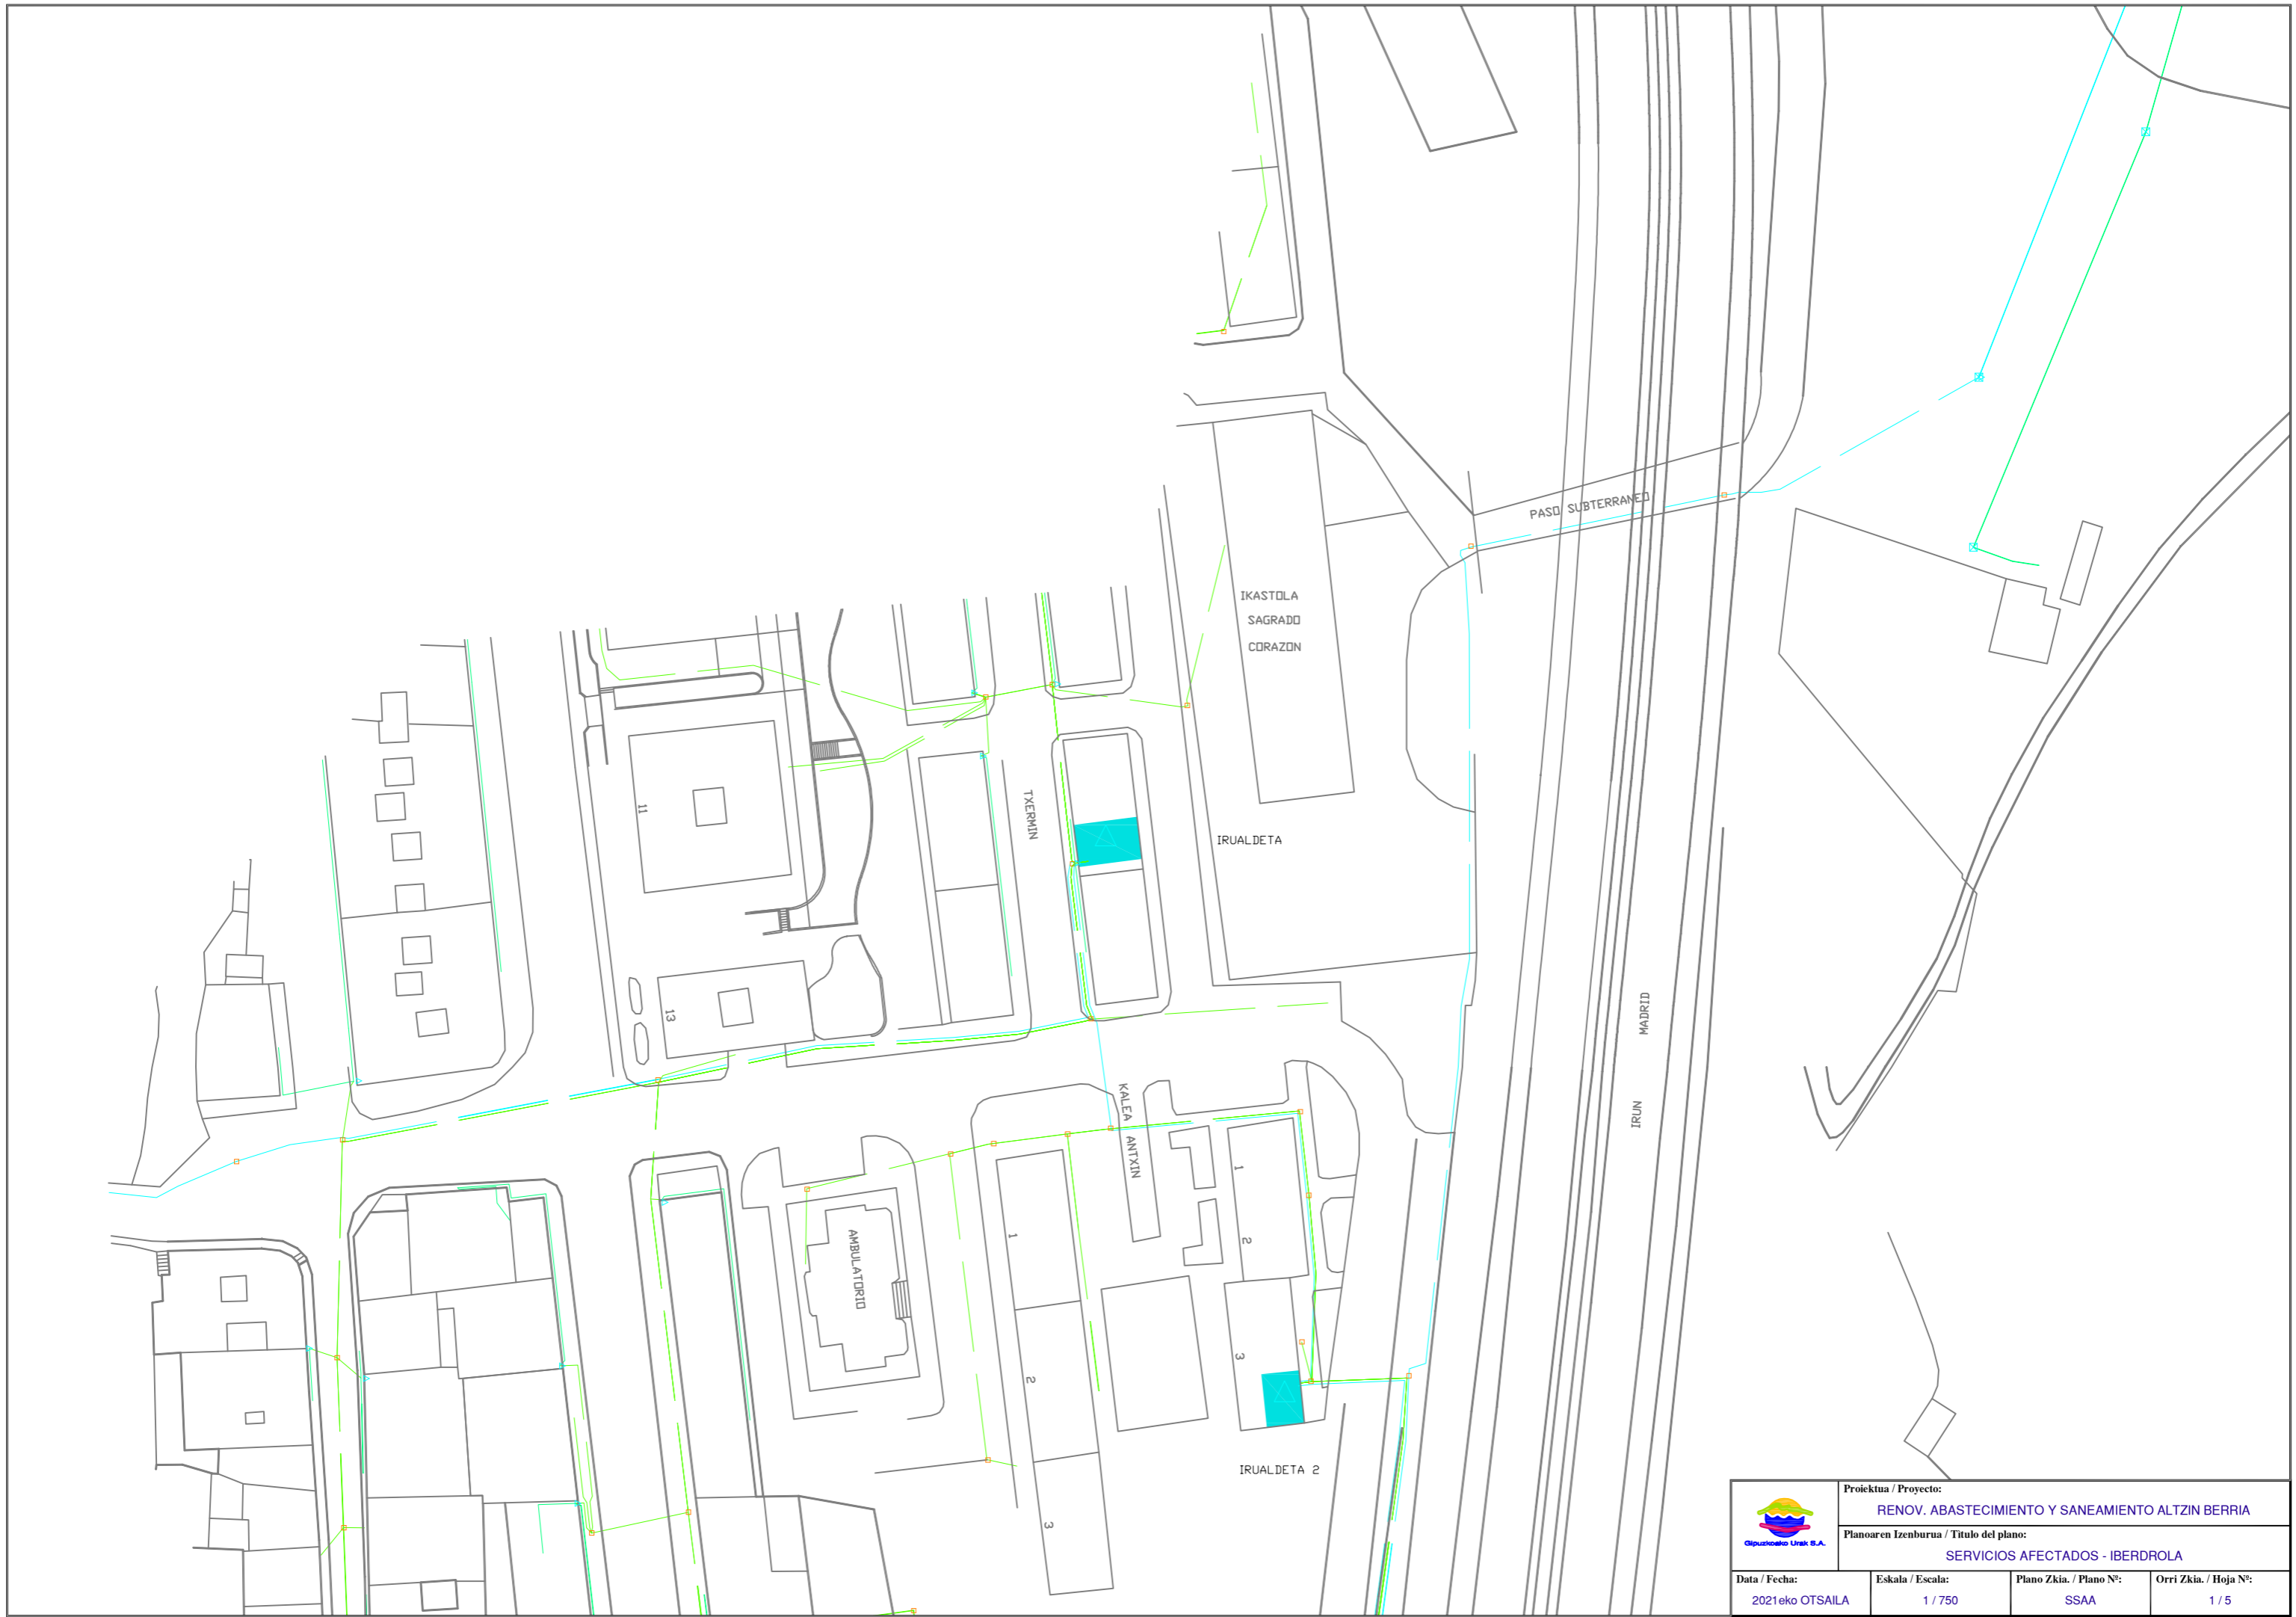 PASO SUBTERRANEO
IKASTOLA
SAGRADO
CORAZON
11
TXERMIN
IRUALDETA
13
MADRID
IRUN
KALEA ANTXIN
1
2
3
AMBULATORIO
1
2
3
IRUALDETA 2
Gipuzkoako Urak S.A.
Proiektua / Proyecto:
RENOV. ABASTECIMIENTO Y SANEAMIENTO ALTZIN BERRIA
Planoaren Izenburua / Titulo del plano:
SERVICIOS AFECTADOS - IBERDROLA
Data / Fecha:
2021eko OTSAILA
Eskala / Escala:
1 / 750
Plano Zkia. / Plano Nº:
SSAA
Orri Zkia. / Hoja Nº:
1 / 5